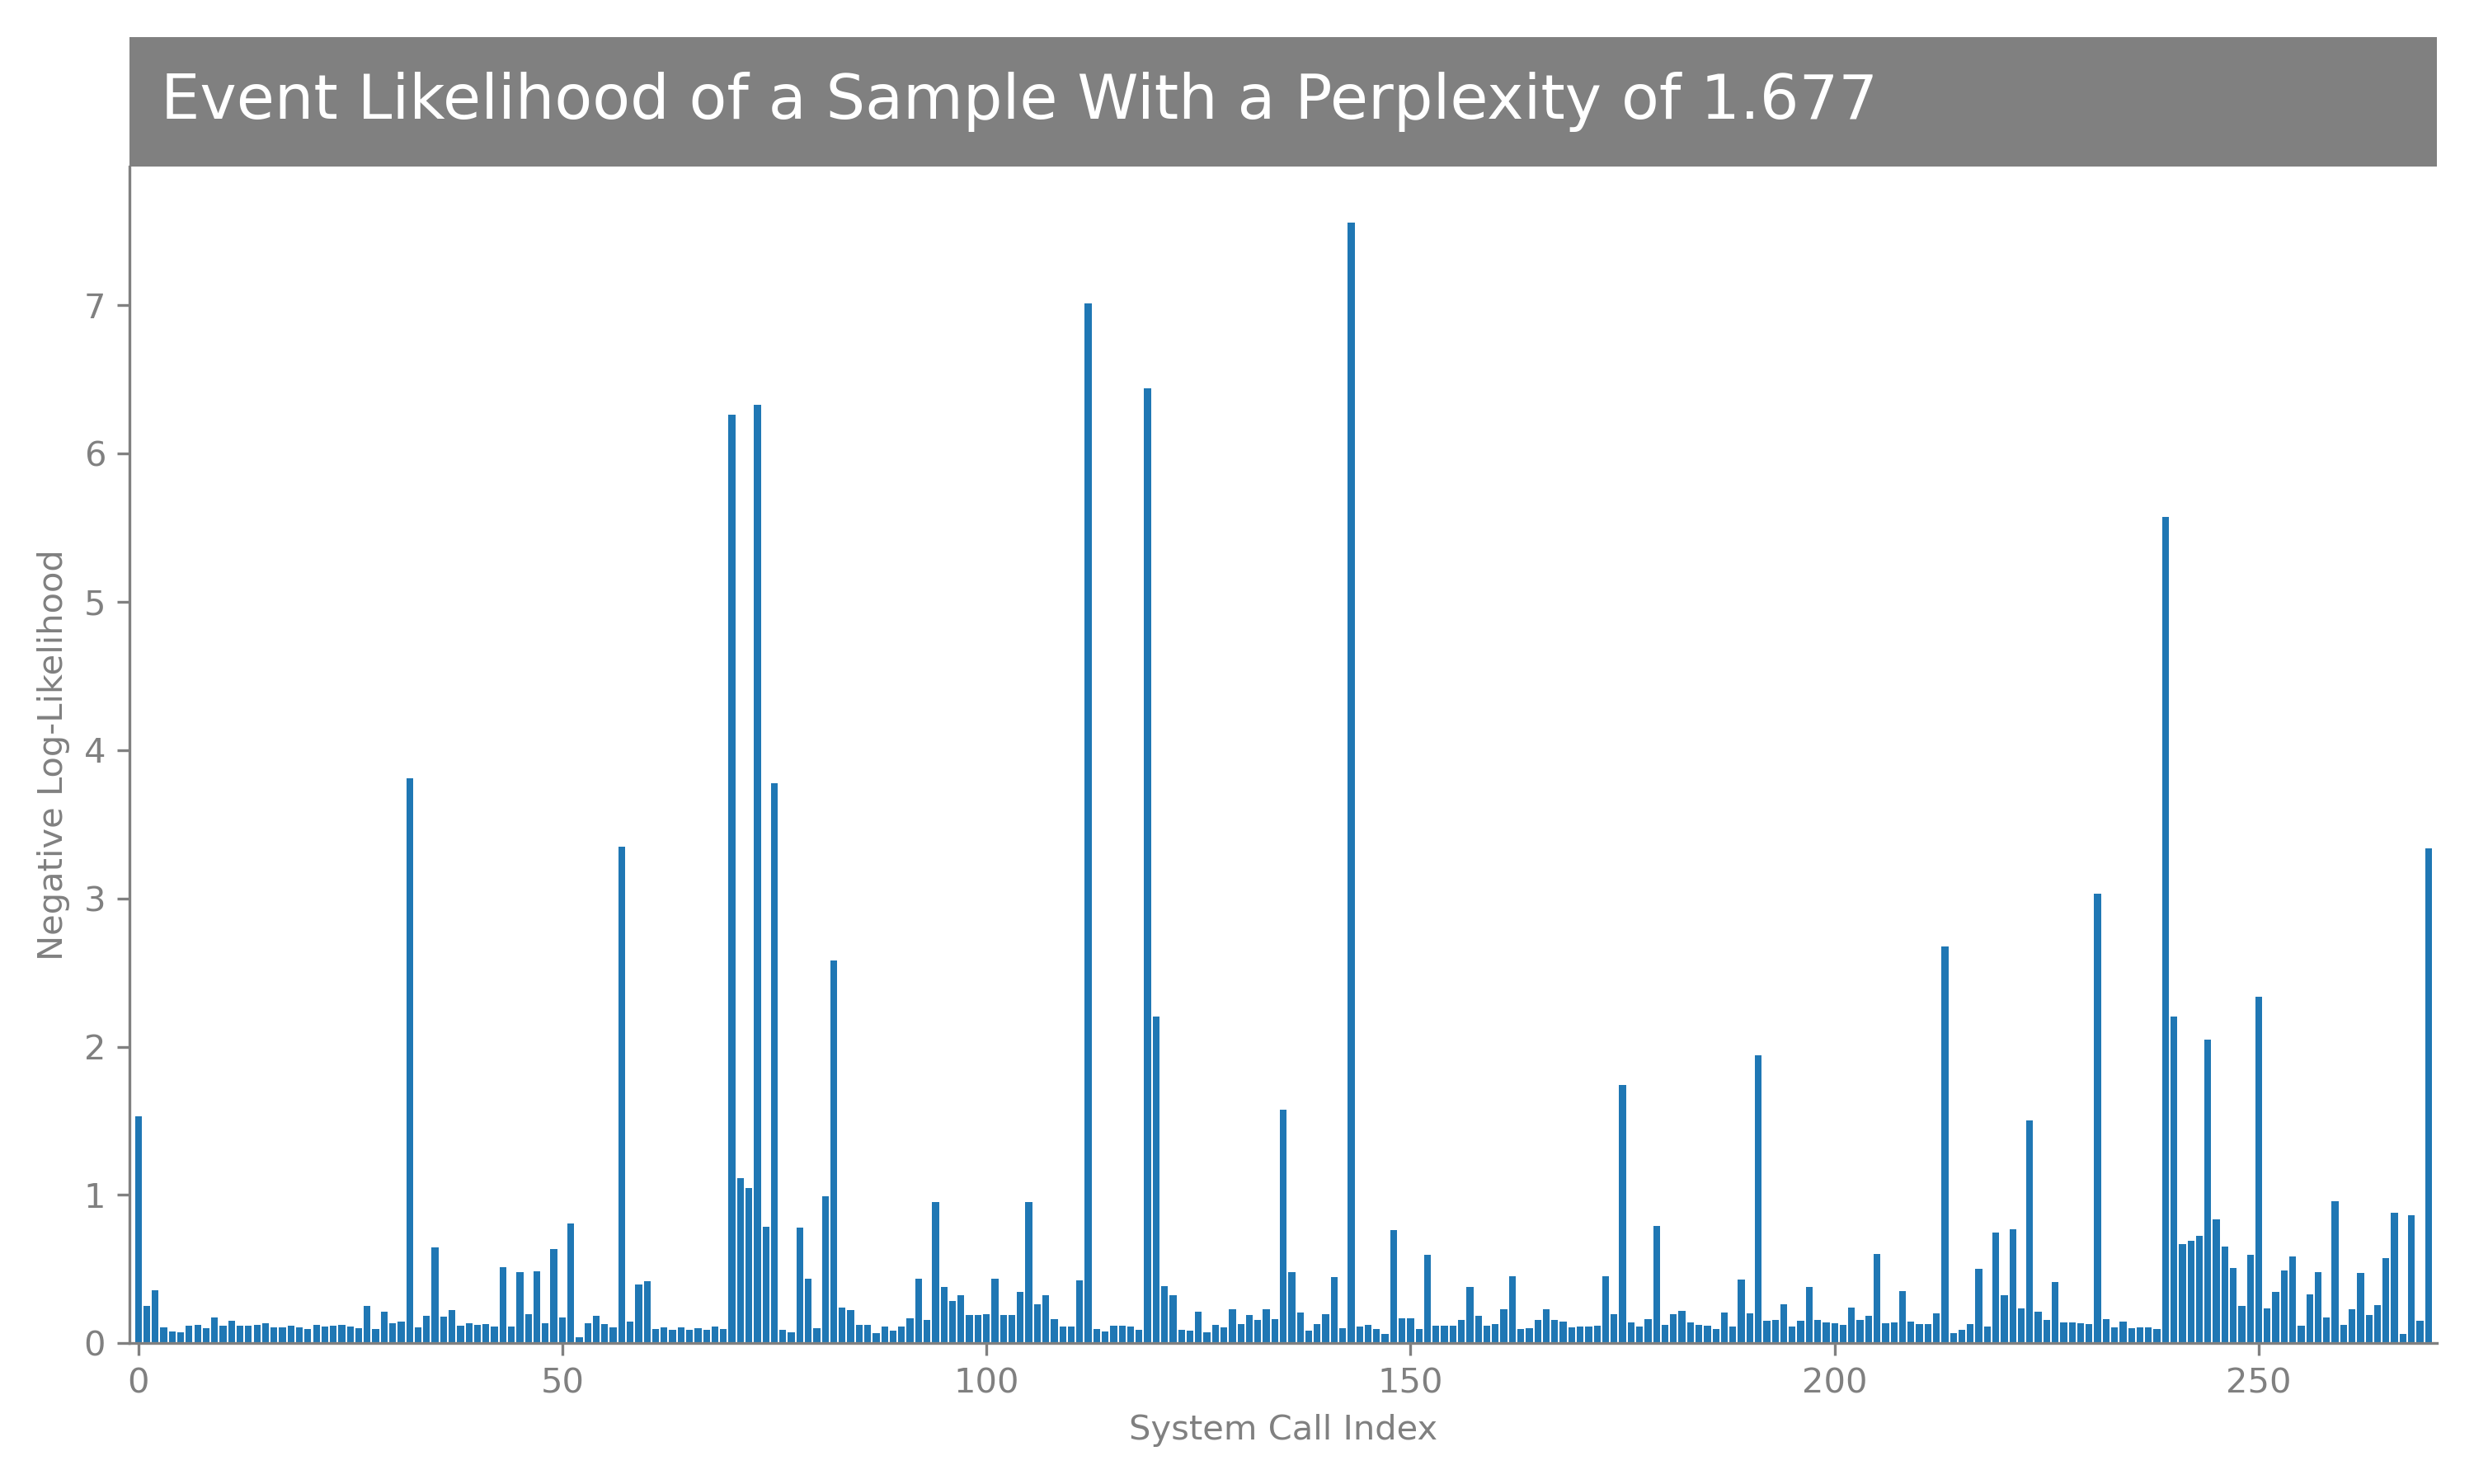 Event Likelihood of a Sample With a Perplexity of 1.677
Negative Log-Likelihood
7
6
5
4
3
2
1
0
0 50 100 150 200 250
System Call Index